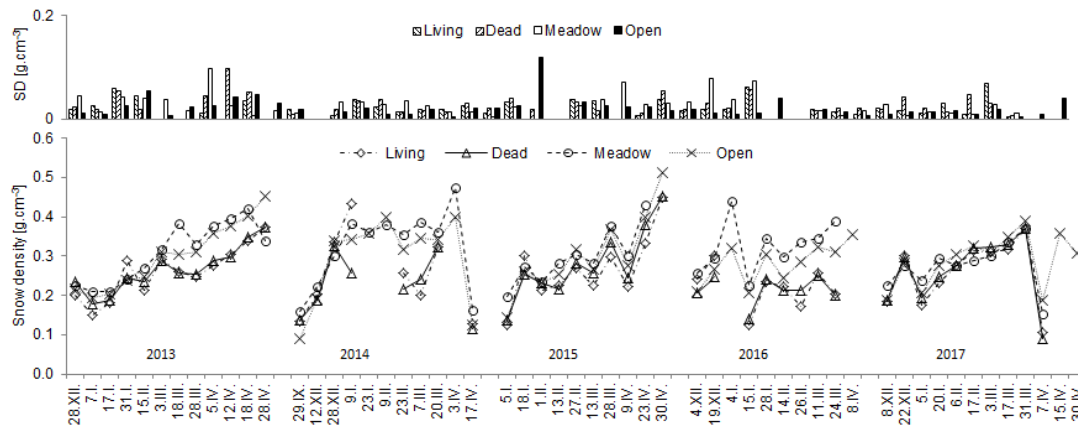 0.2
SD [g.cm⁻³]
Living Dead Meadow Open
0
0.6
Snow density [g.cm⁻³]
Living Dead Meadow Open
0.5
0.4
0.3
0.2
0.1
0.0
2013 2014 2015 2016 2017
28.XII. 7.I. 17.I. 31.I. 15.II. 3.III. 18.III. 28.III. 5.IV. 12.IV. 18.IV. 28.IV.
29.IX. 12.XII. 28.XII. 9.I. 23.I. 9.II. 23.II. 7.III. 20.III. 3.IV. 17.IV.
5.I. 18.I. 1.II. 13.II. 27.II. 13.III. 28.III. 9.IV. 23.IV. 30.IV.
4.XII. 19.XII. 4.I. 15.I. 28.I. 14.II. 26.II. 11.III. 24.III. 8.IV.
8.XII. 22.XII. 5.I. 20.I. 6.II. 17.II. 3.III. 17.III. 31.III. 7.IV. 15.IV. 30.IV.